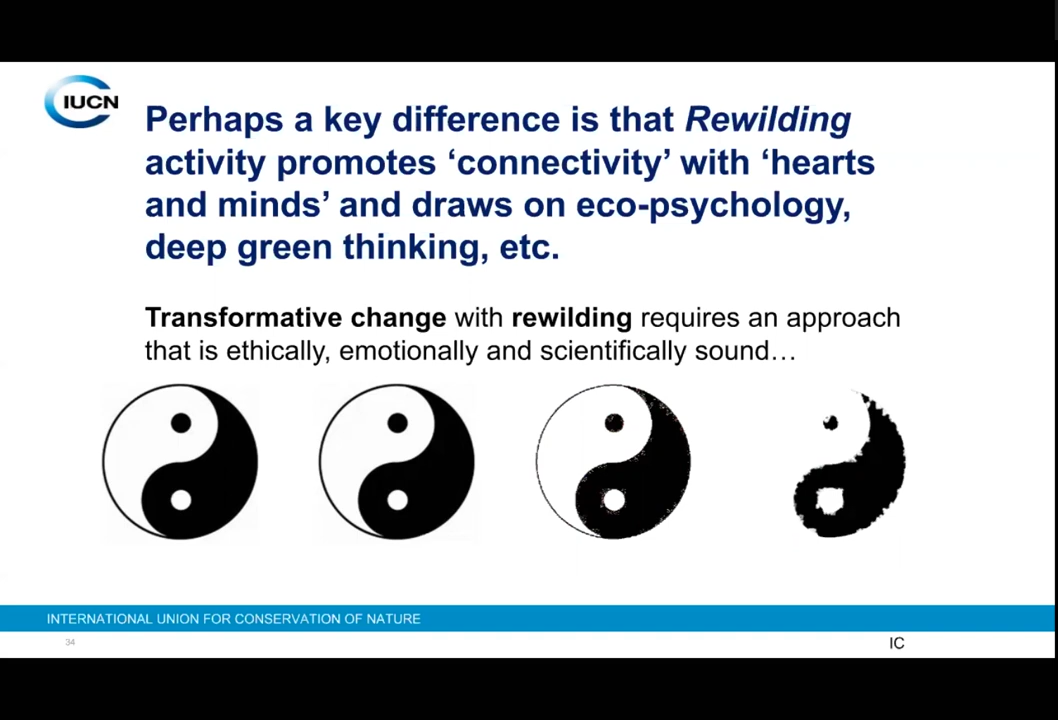 IUCN
Perhaps a key difference is that Rewilding
activity promotes ‘connectivity’ with ‘hearts
and minds’ and draws on eco-psychology,
deep green thinking, etc.
Transformative change with rewilding requires an approach
that is ethically, emotionally and scientifically sound…
INTERNATIONAL UNION FOR CONSERVATION OF NATURE
34
IC